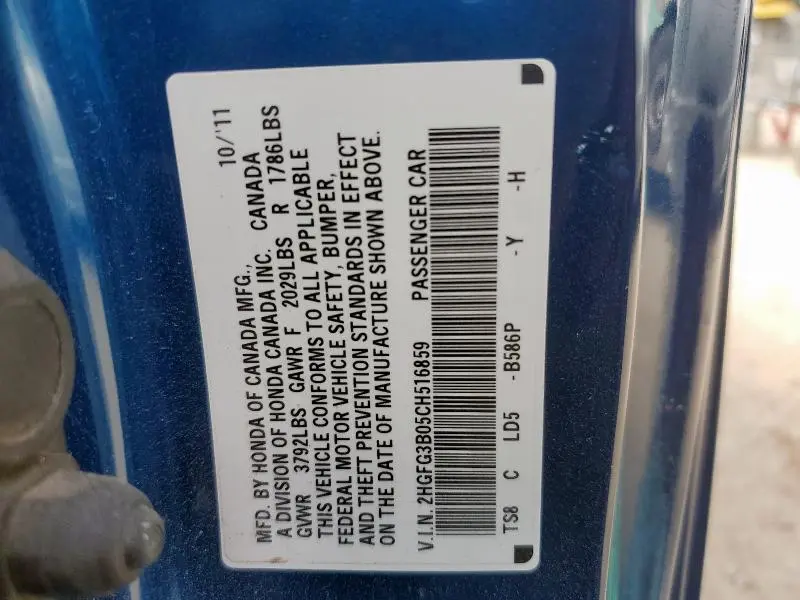 MFD. BY HONDA OF CANADA MFG., 10/'11
A DIVISION OF HONDA CANADA INC. CANADA
GVWR 3792LBS GAWR F 2029LBS R 1786LBS
THIS VEHICLE CONFORMS TO ALL APPLICABLE
FEDERAL MOTOR VEHICLE SAFETY, BUMPER,
AND THEFT PREVENTION STANDARDS IN EFFECT
ON THE DATE OF MANUFACTURE SHOWN ABOVE.
V.I.N. 2HGFG3B05CH516859 PASSENGER CAR
TS8 C LD5 -B586P -Y -H